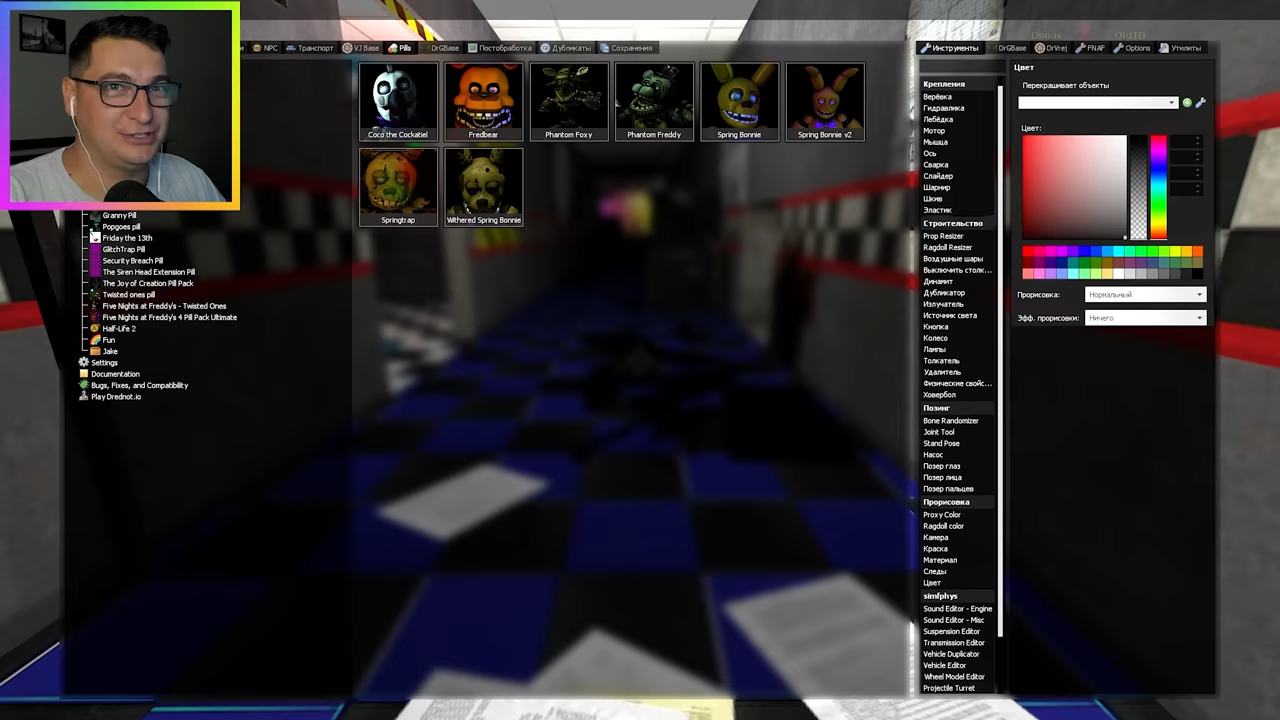 Dimas
OldTB
NPC
Транспорт
VJ Base
Pills
DrGBase
Постобработка
Дубликаты
Сохранения
Инструменты
DrGBase
DrVrej
FNAF
Options
Утилиты
Coco the Cockatiel
Fredbear
Phantom Foxy
Phantom Freddy
Spring Bonnie
Spring Bonnie v2
Springtrap
Withered Spring Bonnie
Granny Pill
Popgoes pill
Friday the 13th
GlitchTrap Pill
Security Breach Pill
The Siren Head Extension Pill
The Joy of Creation Pill Pack
Twisted ones pill
Five Nights at Freddy's - Twisted Ones
Five Nights at Freddy's 4 Pill Pack Ultimate
Half-Life 2
Fun
Jake
Settings
Documentation
Bugs, Fixes, and Compatibility
Play Drednot.io
Крепления
Верёвка
Гидравлика
Лебёдка
Мотор
Мышца
Ось
Сварка
Слайдер
Шарнир
Шкив
Эластик
Строительство
Prop Resizer
Ragdoll Resizer
Воздушные шары
Выключить столк...
Динамит
Дубликатор
Излучатель
Источник света
Кнопка
Колесо
Лампы
Толкатель
Удалитель
Физические свойс...
Ховербол
Позинг
Bone Randomizer
Joint Tool
Stand Pose
Насос
Позер глаз
Позер лица
Позер пальцев
Прорисовка
Proxy Color
Ragdoll color
Камера
Краска
Материал
Следы
Цвет
simfphys
Sound Editor - Engine
Sound Editor - Misc
Suspension Editor
Transmission Editor
Vehicle Duplicator
Vehicle Editor
Wheel Model Editor
Projectile Turret
Цвет
Перекрашивает объекты
Цвет:
Прорисовка:
Нормальный
Эфф. прорисовки:
Ничего